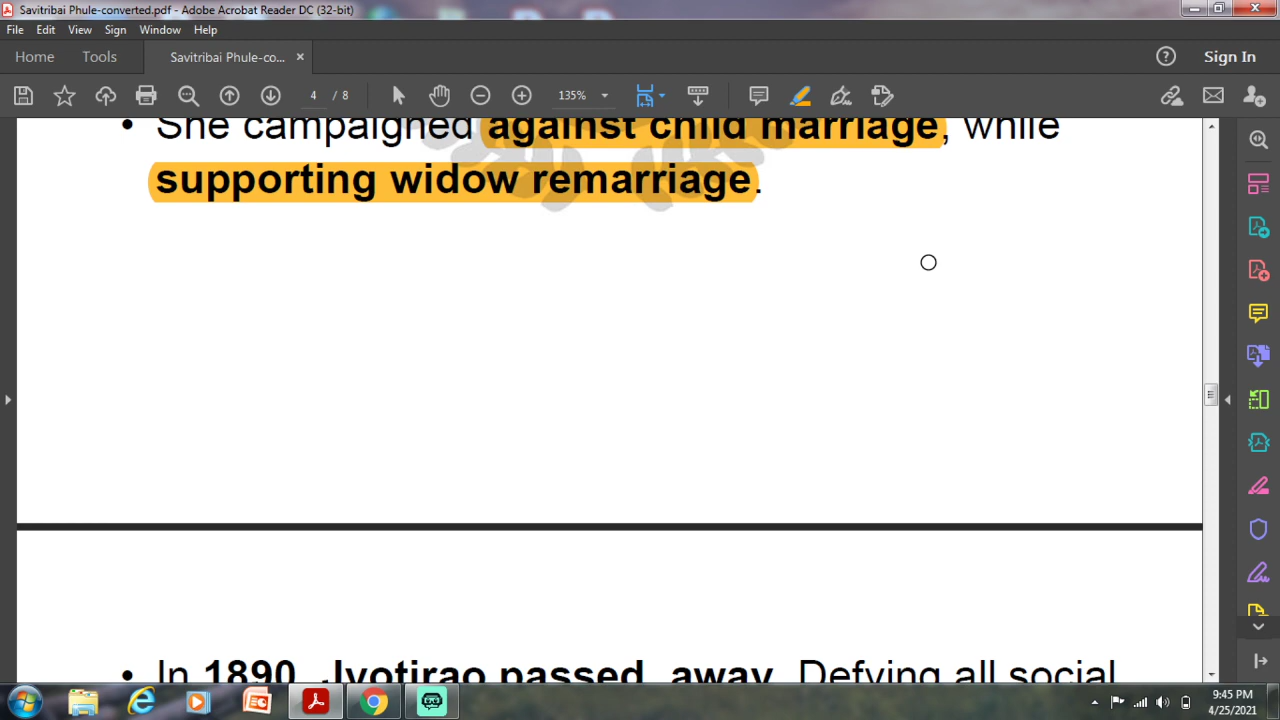 Savitribai Phule-converted.pdf - Adobe Acrobat Reader DC (32-bit)
File Edit View Sign Window Help
Home Tools Savitribai Phule-co... × Sign In
4 / 8 135%
• She campaigned against child marriage, while
supporting widow remarriage.
• In 1890, Jyotirao passed away. Defying all social
9:45 PM
4/25/2021